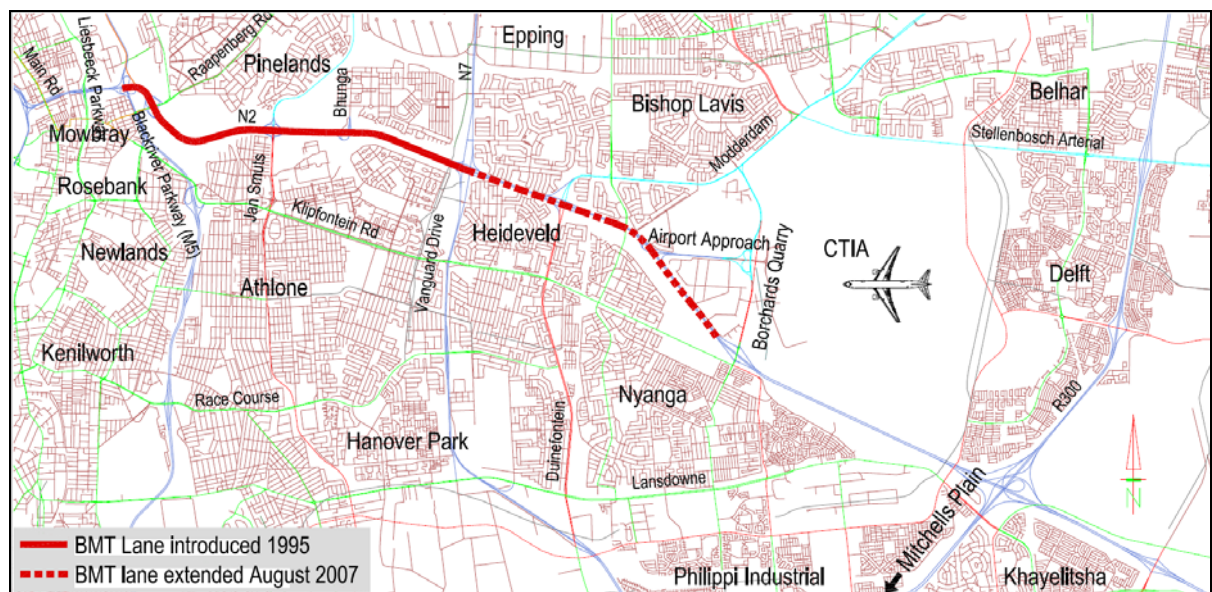 Main Rd
Liesbeeck Parkway
Raapenberg Rd
Pinelands
Epping
N7
Bhunga
Bishop Lavis
Belhar
N2
Mowbray
Blackriver Parkway (M5)
Modderdam
Stellenbosch Arterial
Rosebank
Jan Smuts
Klipfontein Rd
Newlands
Vanguard Drive
Heideveld
Airport Approach
Borchards Quarry
CTIA
Delft
Athlone
Kenilworth
Race Course
Nyanga
R300
Hanover Park
Duinefontein
Lansdowne
Mitchells Plain
N
BMT Lane introduced 1995
BMT lane extended August 2007
Philippi Industrial
Khayelitsha